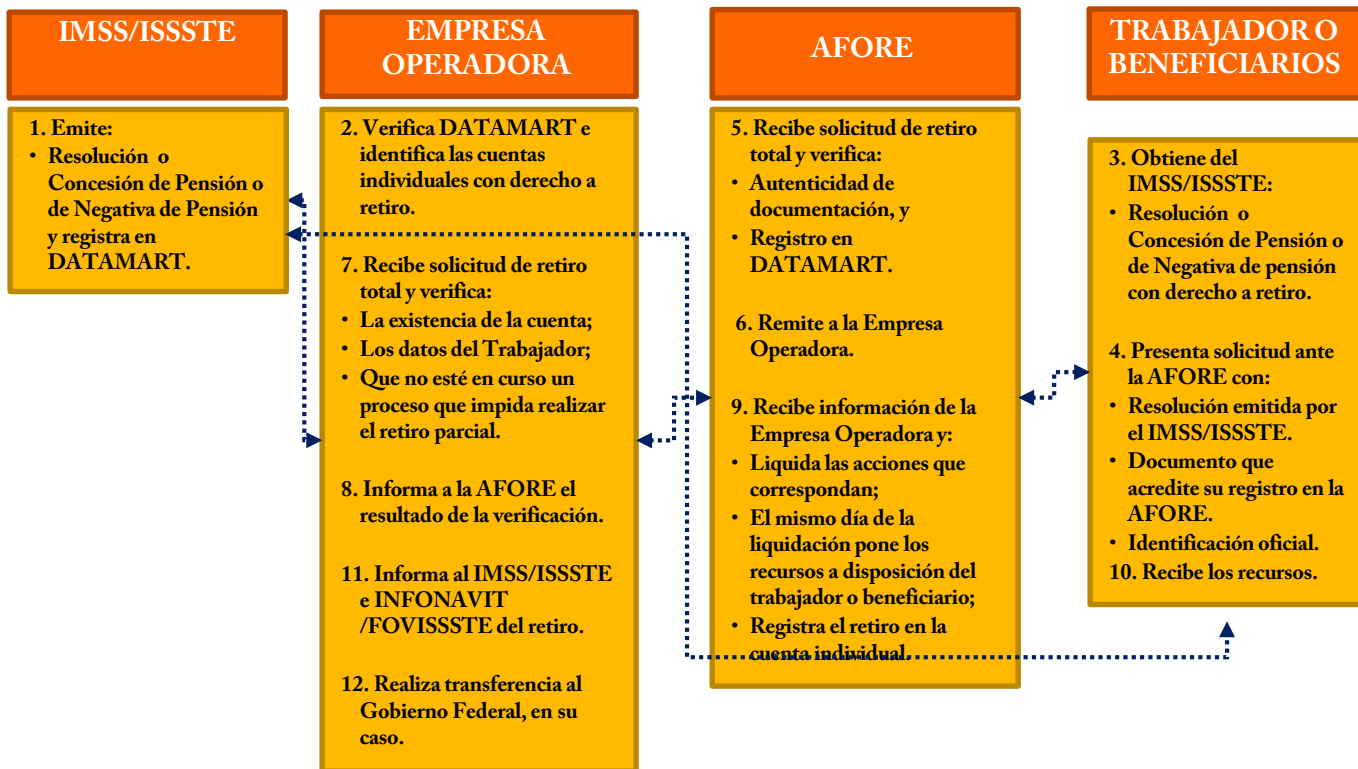 IMSS/ISSSTE
1. Emite:
• Resolución o
Concesión de Pensión o
de Negativa de Pensión
y registra en
DATAMART.
EMPRESA
OPERADORA
2. Verifica DATAMART e
identifica las cuentas
individuales con derecho a
retiro.
7. Recibe solicitud de retiro
total y verifica:
• La existencia de la cuenta;
• Los datos del Trabajador;
• Que no esté en curso un
proceso que impida realizar
el retiro parcial.
8. Informa a la AFORE el
resultado de la verificación.
11. Informa al IMSS/ISSSTE
e INFONAVIT
/FOVISSSTE del retiro.
12. Realiza transferencia al
Gobierno Federal, en su
caso.
AFORE
5. Recibe solicitud de retiro
total y verifica:
• Autenticidad de
documentación, y
• Registro en
DATAMART.
6. Remite a la Empresa
Operadora.
9. Recibe información de la
Empresa Operadora y:
• Liquida las acciones que
correspondan;
• El mismo día de la
liquidación pone los
recursos a disposición del
trabajador o beneficiario;
• Registra el retiro en la
cuenta individual.
TRABAJADOR O
BENEFICIARIOS
3. Obtiene del
IMSS/ISSSTE:
• Resolución o
Concesión de Pensión o
de Negativa de pensión
con derecho a retiro.
4. Presenta solicitud ante
la AFORE con:
• Resolución emitida por
el IMSS/ISSSTE.
• Documento que
acredite su registro en la
AFORE.
• Identificación oficial.
10. Recibe los recursos.